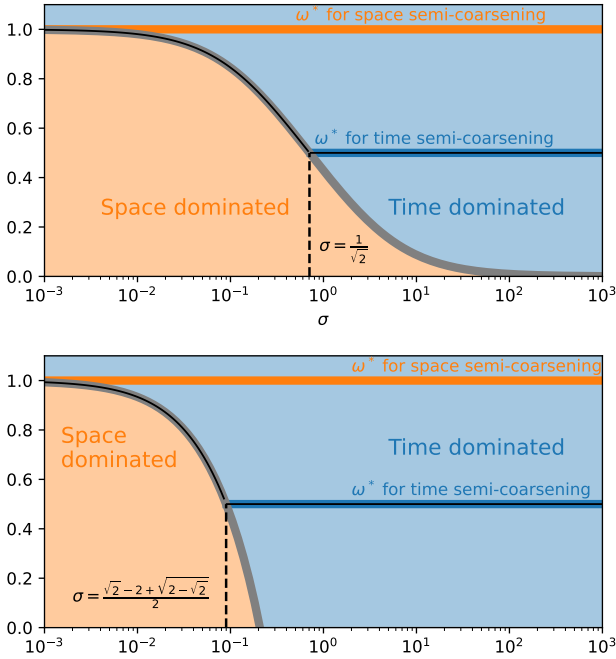 ω* for space semi-coarsening
1.0
0.8
0.6
ω* for time semi-coarsening
0.4
Space dominated
Time dominated
0.2
σ = 1/√2
0.0
10⁻³ 10⁻² 10⁻¹ 10⁰ 10¹ 10² 10³
σ
ω* for space semi-coarsening
1.0
0.8
Space
dominated
Time dominated
0.6
ω* for time semi-coarsening
0.4
0.2
σ = (√2 − 2 + √(2 − √2))/2
0.0
10⁻³ 10⁻² 10⁻¹ 10⁰ 10¹ 10² 10³